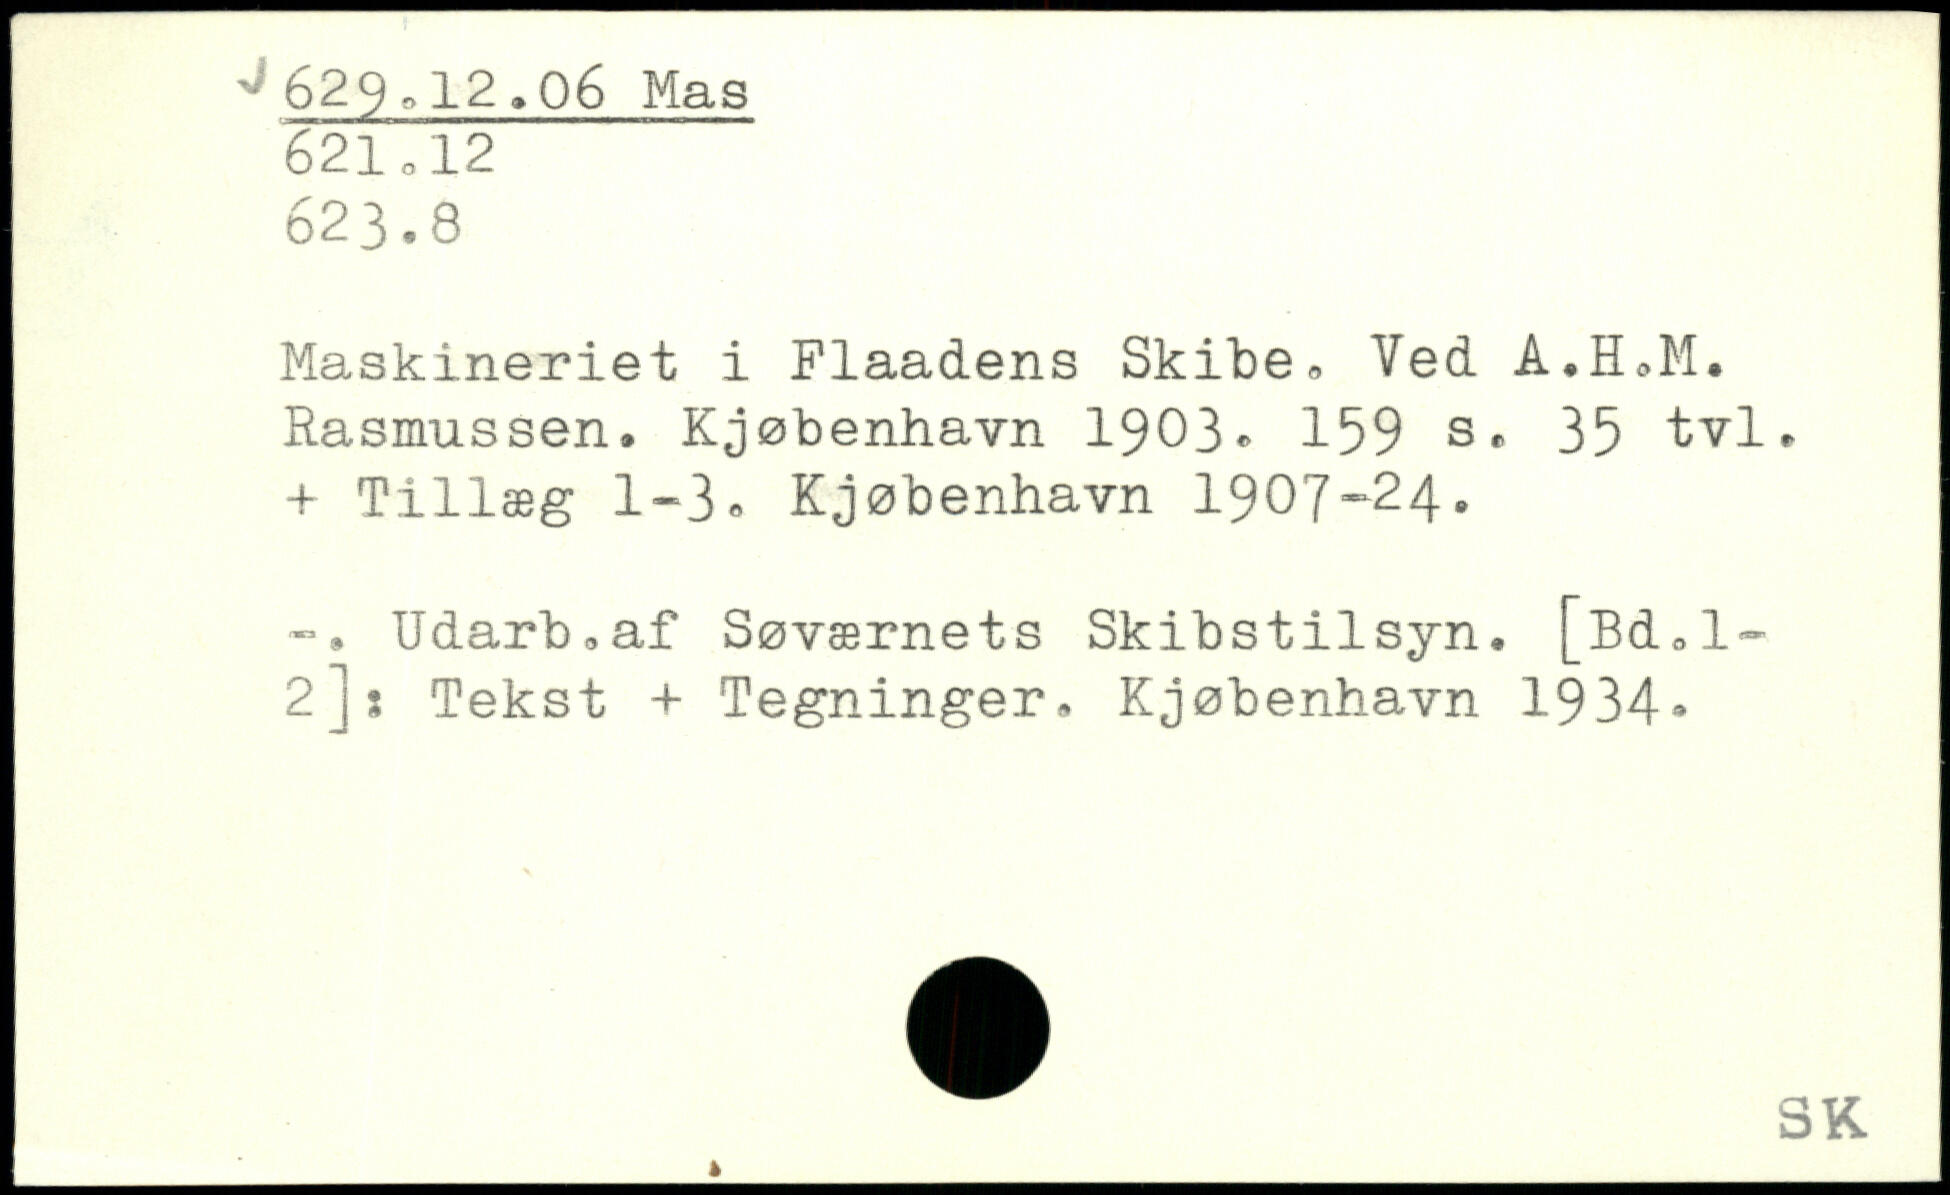 629.12.06 Mas
621.12
623.8
Maskineriet i Flaadens Skibe. Ved A.H.M.
Rasmussen. Kjøbenhavn 1903. 159 s. 35 tvl.
+ Tillæg 1-3. Kjøbenhavn 1907-24.
-. Udarb.af Søværnets Skibstilsyn. [Bd.1-
2]: Tekst + Tegninger. Kjøbenhavn 1934.
SK